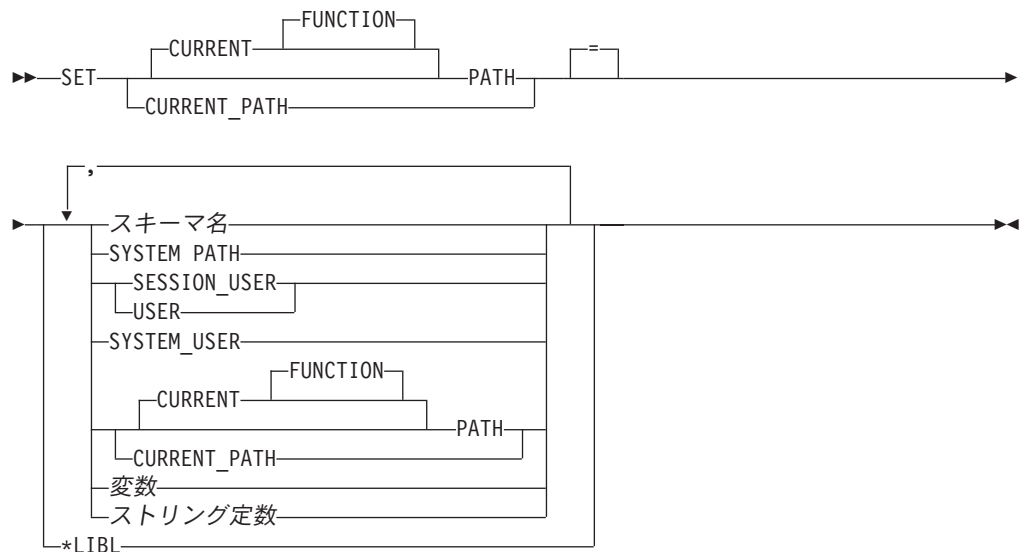 FUNCTION
CURRENT
SET PATH =
CURRENT_PATH
,
スキーマ名
SYSTEM PATH
SESSION_USER
USER
SYSTEM_USER
FUNCTION
CURRENT
PATH
CURRENT_PATH
変数
ストリング定数
*LIBL